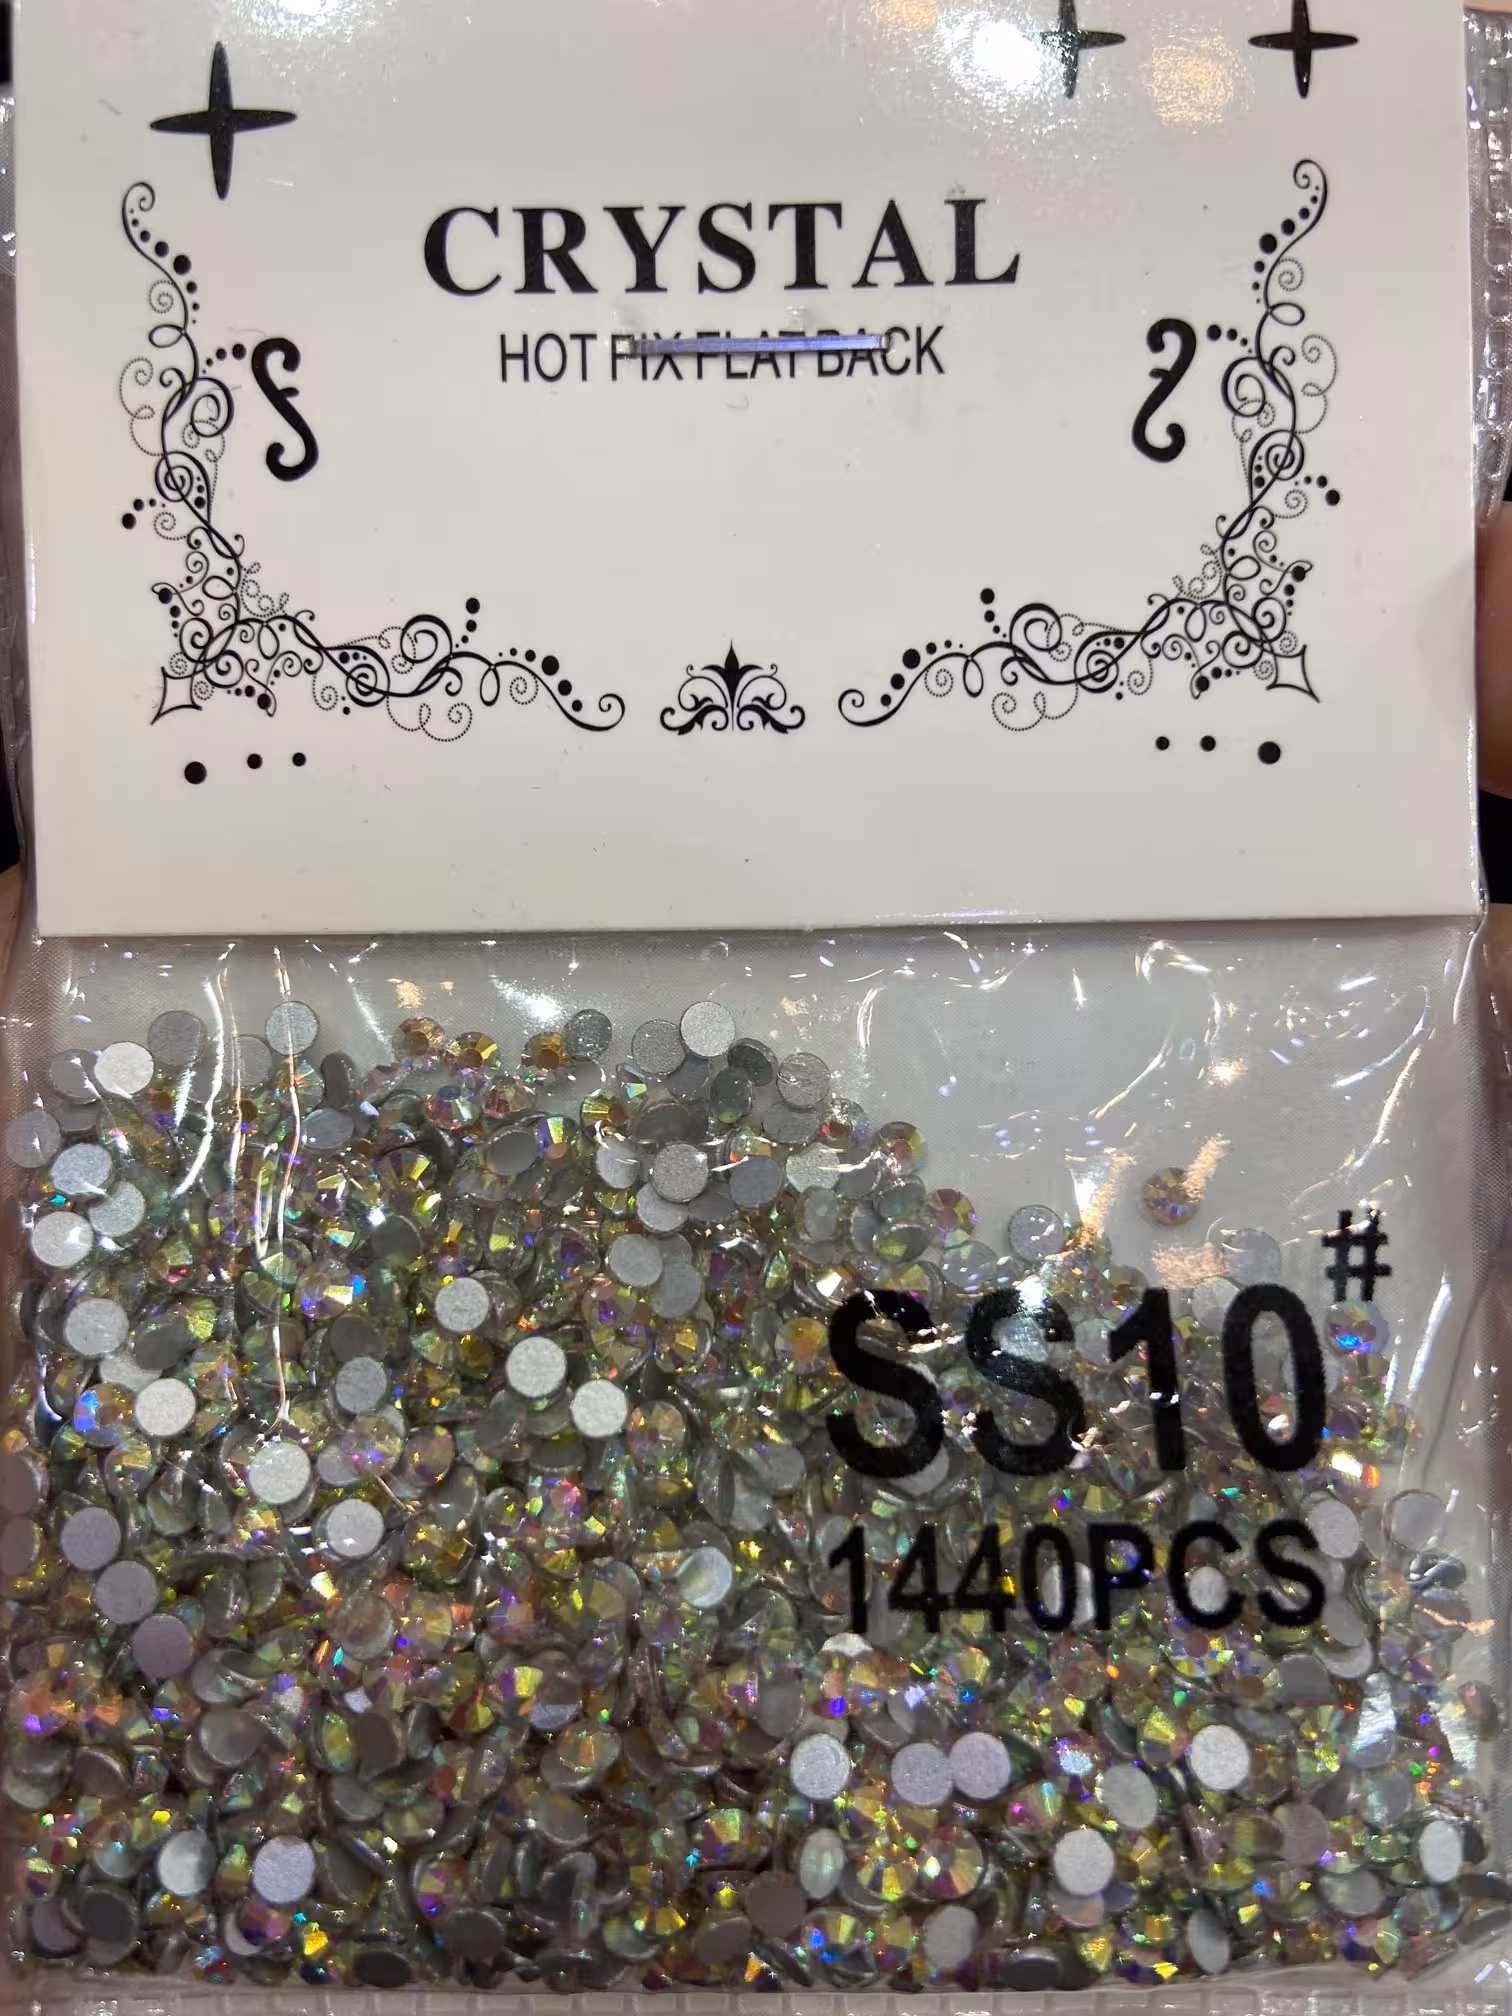 CRYSTAL
HOT FIX FLAT BACK
SS10#
1440PCS